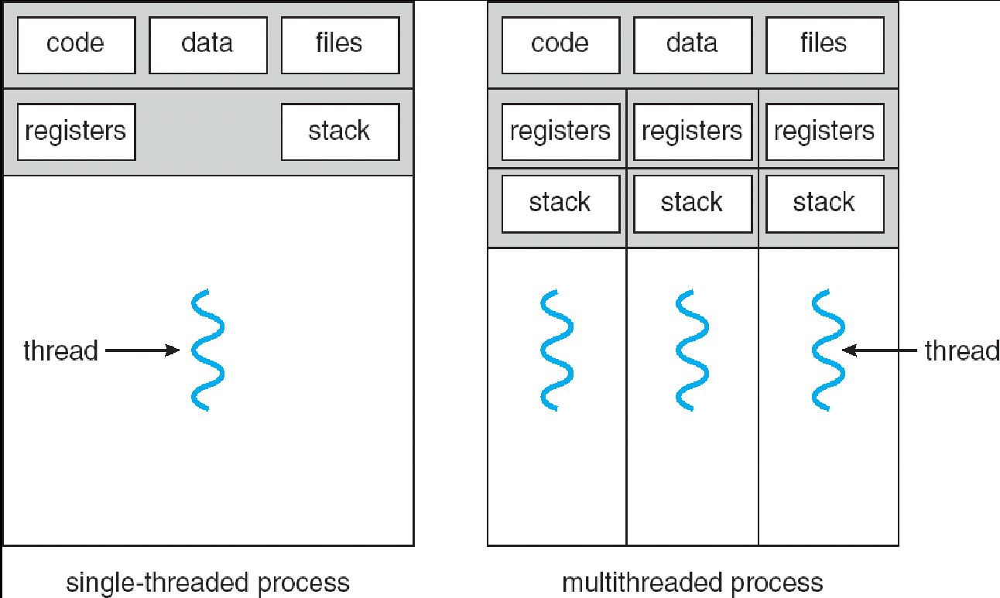 code data files code data files
registers stack registers registers registers
stack stack stack
thread thread
single-threaded process multithreaded process